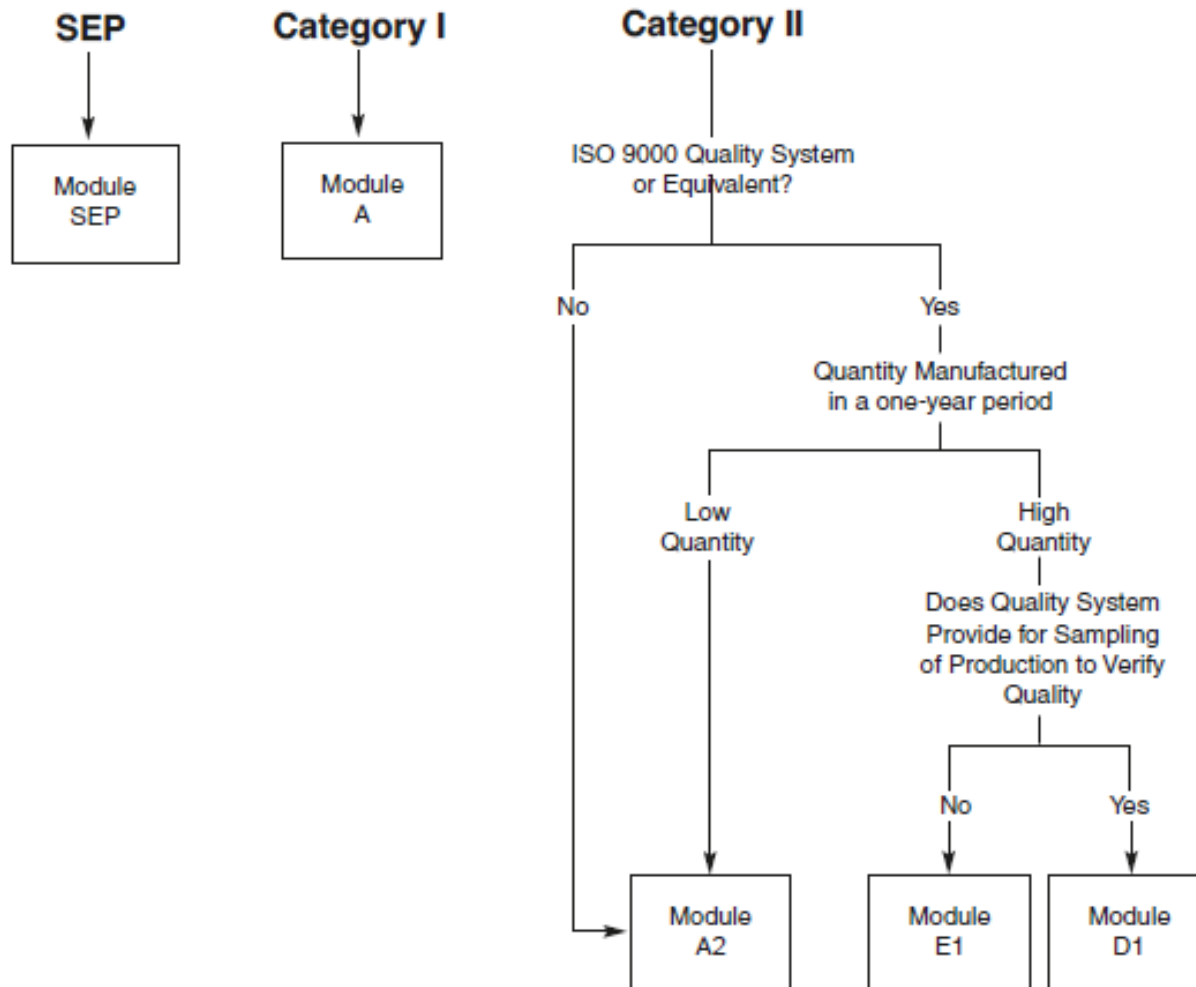 SEP
Category I
Category II
Module
SEP
Module
A
ISO 9000 Quality System
or Equivalent?
No
Yes
Quantity Manufactured
in a one-year period
Low
Quantity
High
Quantity
Does Quality System
Provide for Sampling
of Production to Verify
Quality
No
Yes
Module
A2
Module
E1
Module
D1